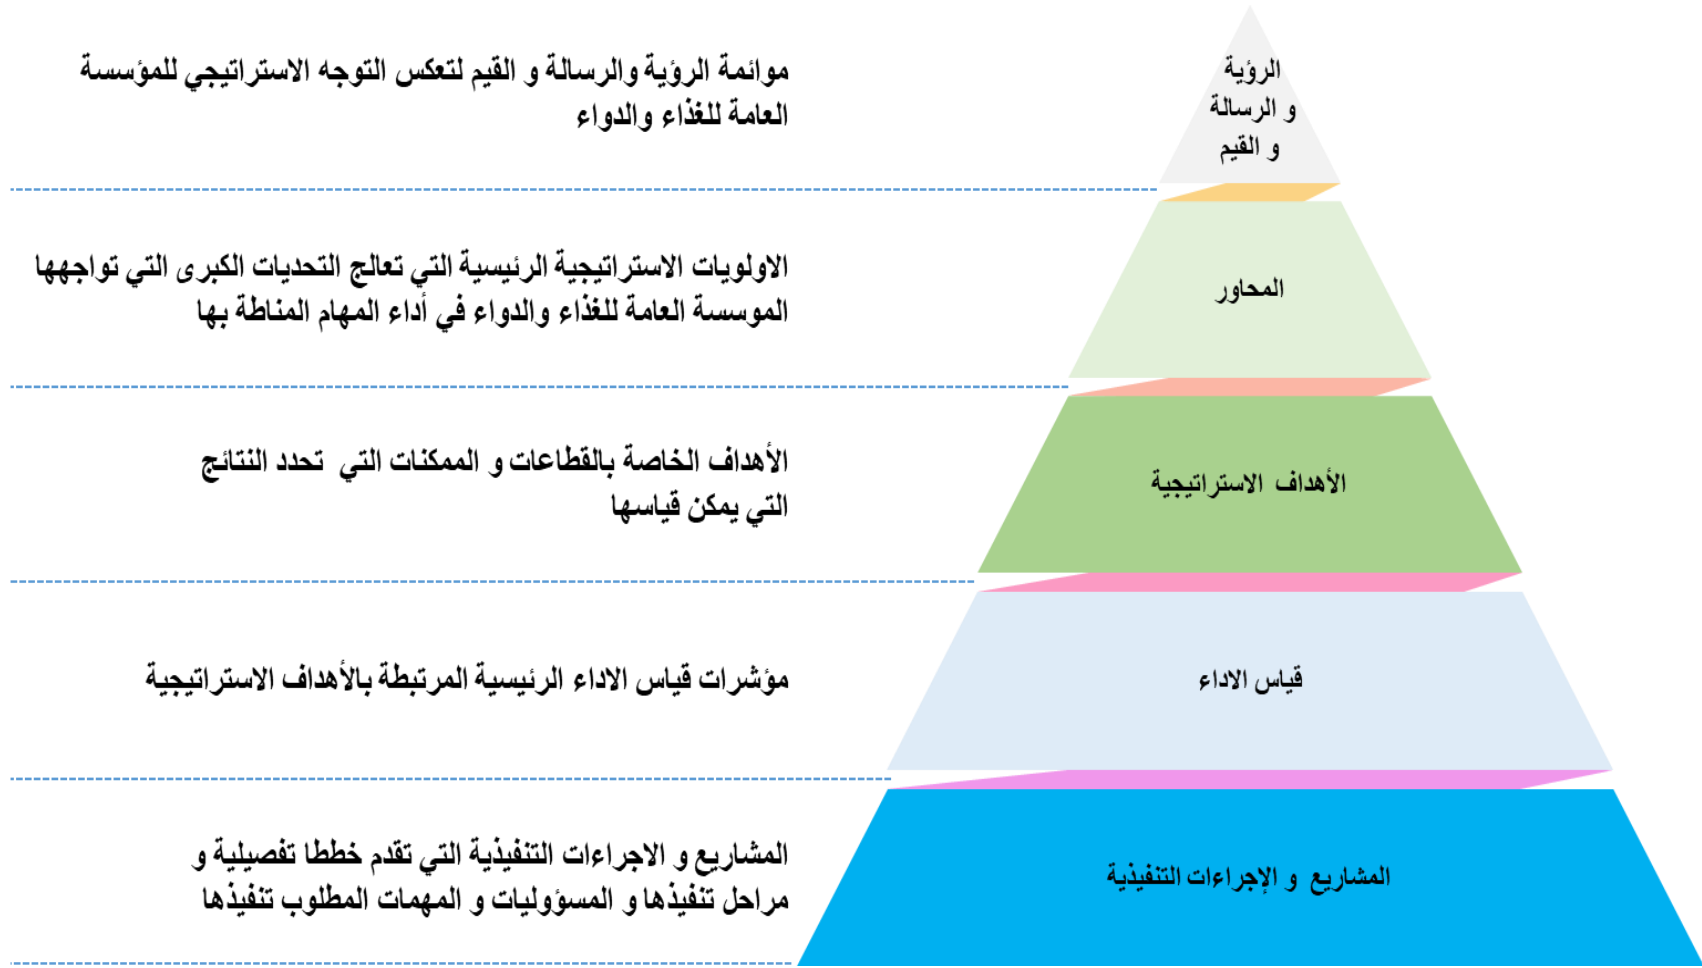 الرؤية
و الرسالة
و القيم
موائمة الرؤية والرسالة و القيم لتعكس التوجه الاستراتيجي للمؤسسة
العامة للغذاء والدواء
المحاور
الاولويات الاستراتيجية الرئيسية التي تعالج التحديات الكبرى التي تواجهها
الموسسة العامة للغذاء والدواء في أداء المهام المناطة بها
الأهداف الاستراتيجية
الأهداف الخاصة بالقطاعات و الممكنات التي تحدد النتائج
التي يمكن قياسها
قياس الاداء
مؤشرات قياس الاداء الرئيسية المرتبطة بالأهداف الاستراتيجية
المشاريع و الإجراءات التنفيذية
المشاريع و الاجراءات التنفيذية التي تقدم خططا تفصيلية و
مراحل تنفيذها و المسؤوليات و المهمات المطلوب تنفيذها